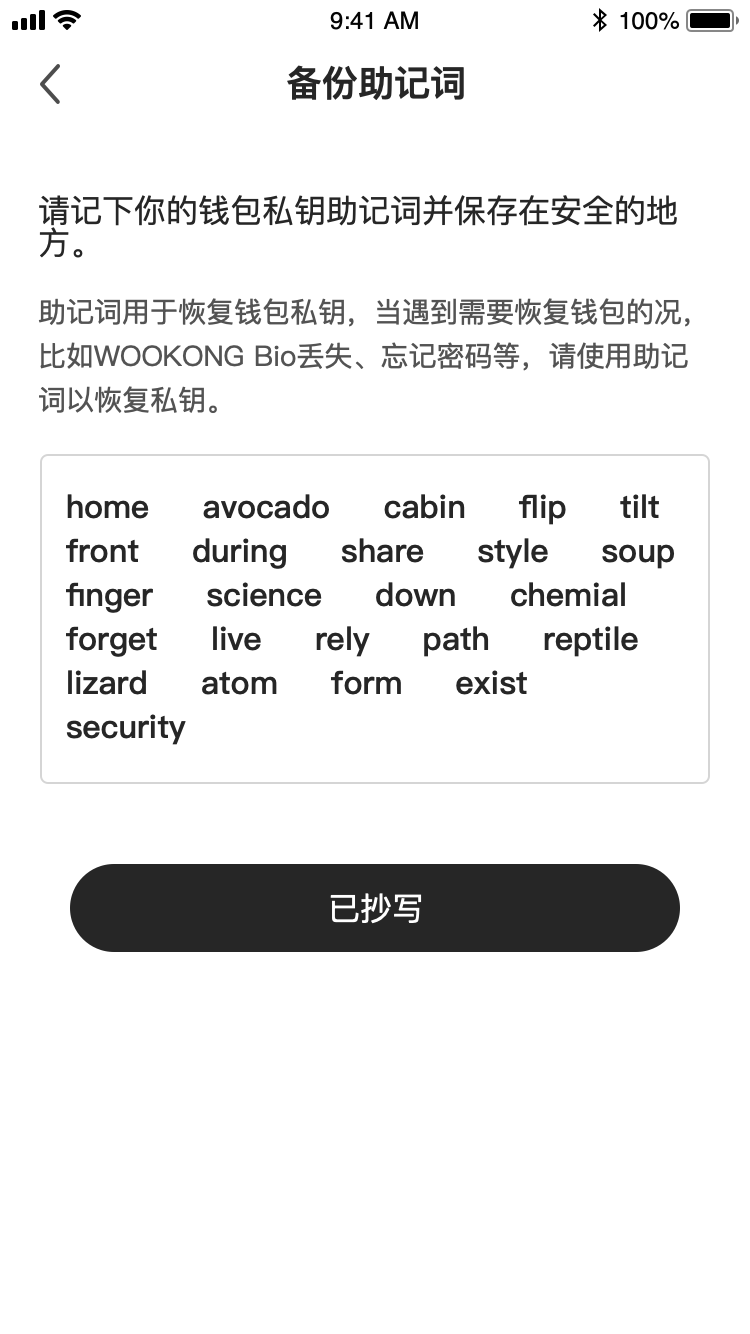 9:41 AM
100%
备份助记词
请记下你的钱包私钥助记词并保存在安全的地
方。
助记词用于恢复钱包私钥，当遇到需要恢复钱包的况，
比如WOOKONG Bio丢失、忘记密码等，请使用助记
词以恢复私钥。
home avocado cabin flip tilt
front during share style soup
finger science down chemial
forget live rely path reptile
lizard atom form exist
security
已抄写